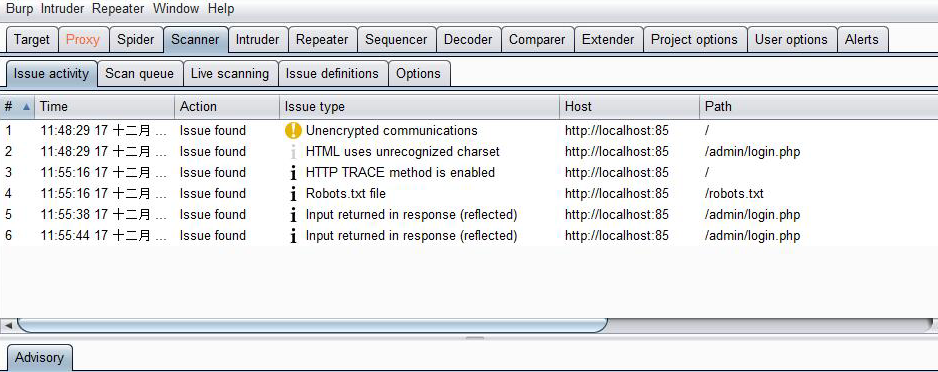 Burp Intruder Repeater Window Help
Target Proxy Spider Scanner Intruder Repeater Sequencer Decoder Comparer Extender Project options User options Alerts
Issue activity Scan queue Live scanning Issue definitions Options
# Time Action Issue type Host Path
1 11:48:29 17 十二月 ... Issue found Unencrypted communications http://localhost:85 /
2 11:48:29 17 十二月 ... Issue found HTML uses unrecognized charset http://localhost:85 /admin/login.php
3 11:55:16 17 十二月 ... Issue found HTTP TRACE method is enabled http://localhost:85 /
4 11:55:16 17 十二月 ... Issue found Robots.txt file http://localhost:85 /robots.txt
5 11:55:38 17 十二月 ... Issue found Input returned in response (reflected) http://localhost:85 /admin/login.php
6 11:55:44 17 十二月 ... Issue found Input returned in response (reflected) http://localhost:85 /admin/login.php
Advisory